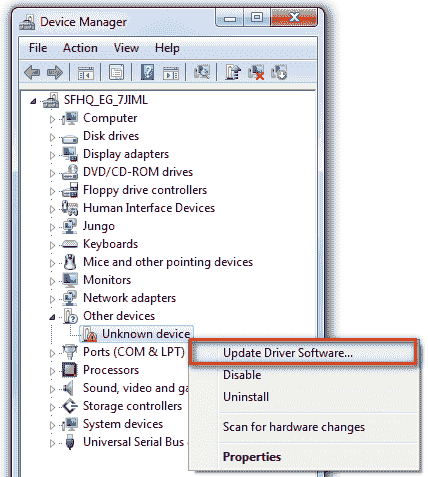 Device Manager
File Action View Help
SFHQ_EG_7JIML
Computer
Disk drives
Display adapters
DVD/CD-ROM drives
Floppy drive controllers
Human Interface Devices
Jungo
Keyboards
Mice and other pointing devices
Monitors
Network adapters
Other devices
Unknown device
Ports (COM & LPT)
Processors
Sound, video and ga
Storage controllers
System devices
Universal Serial Bus
Update Driver Software...
Disable
Uninstall
Scan for hardware changes
Properties